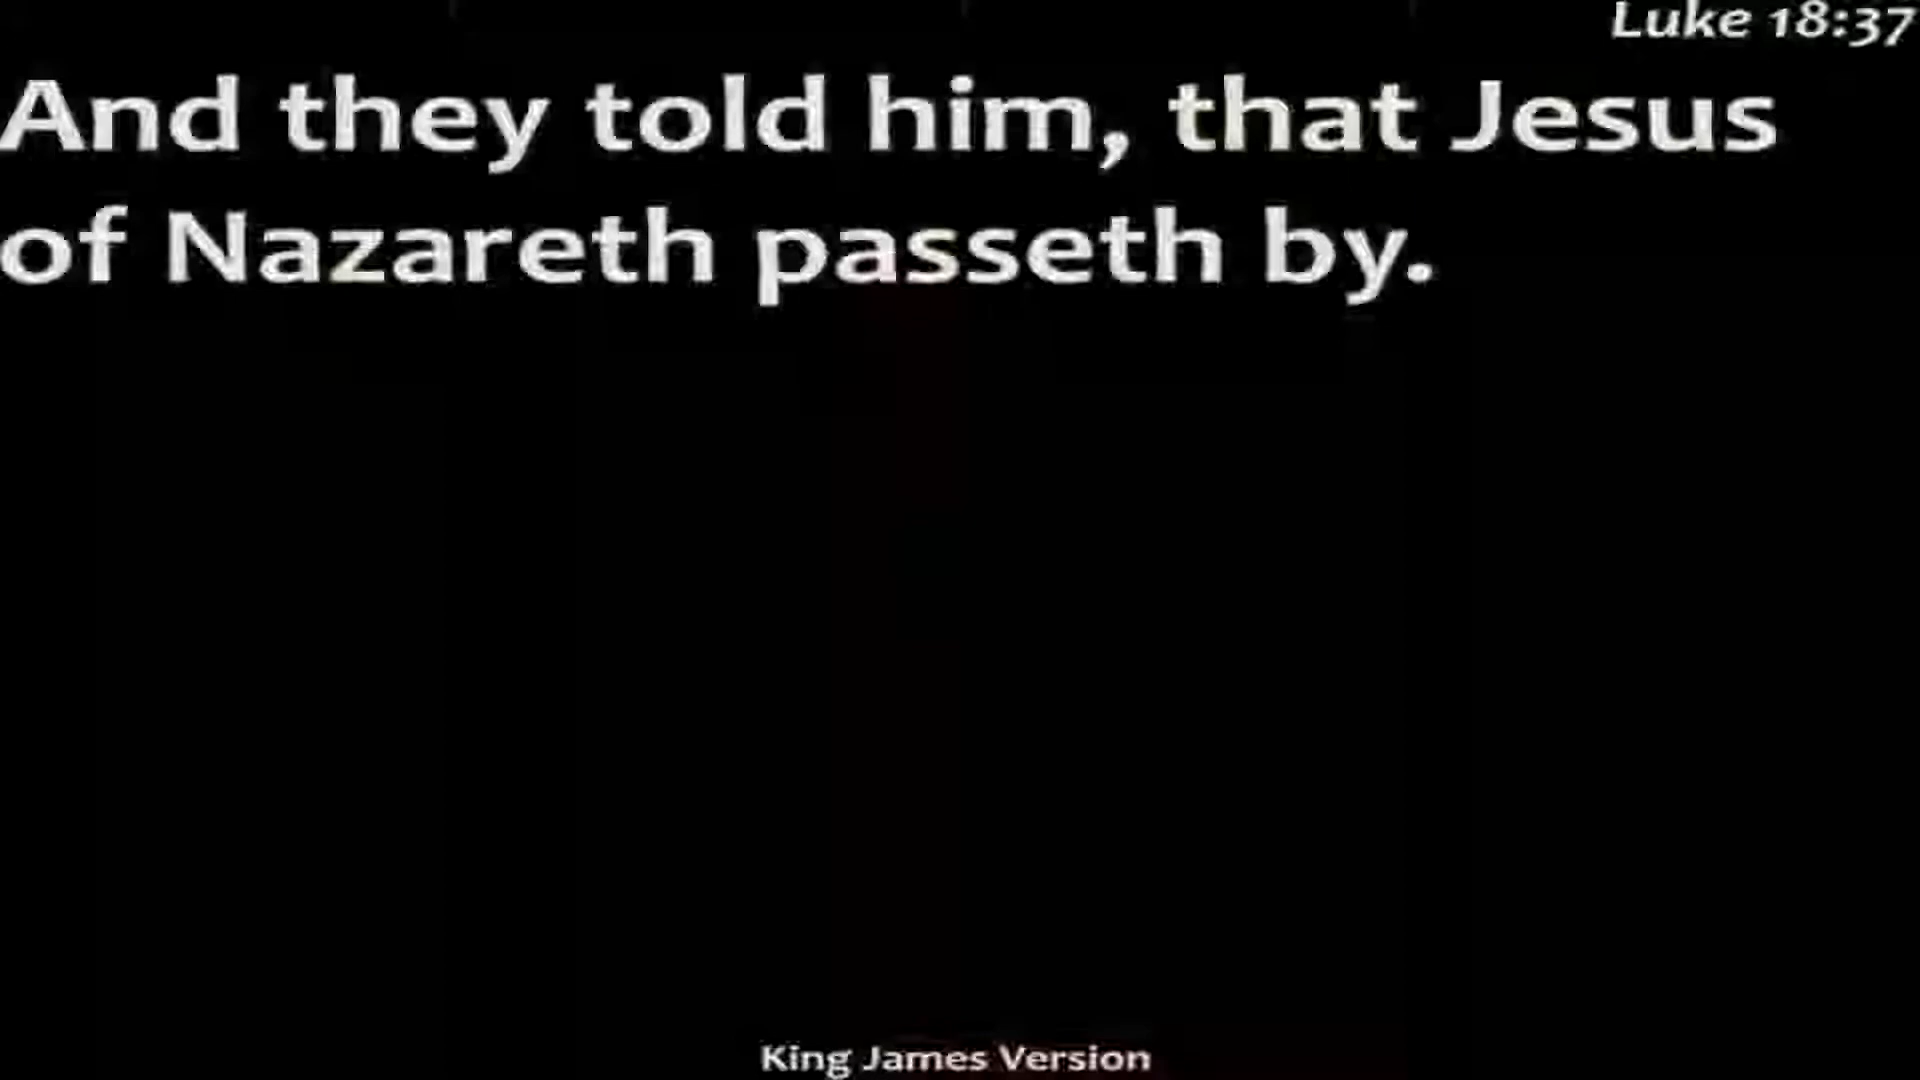 Luke 18:37
And they told him, that Jesus
of Nazareth passeth by.
King James Version